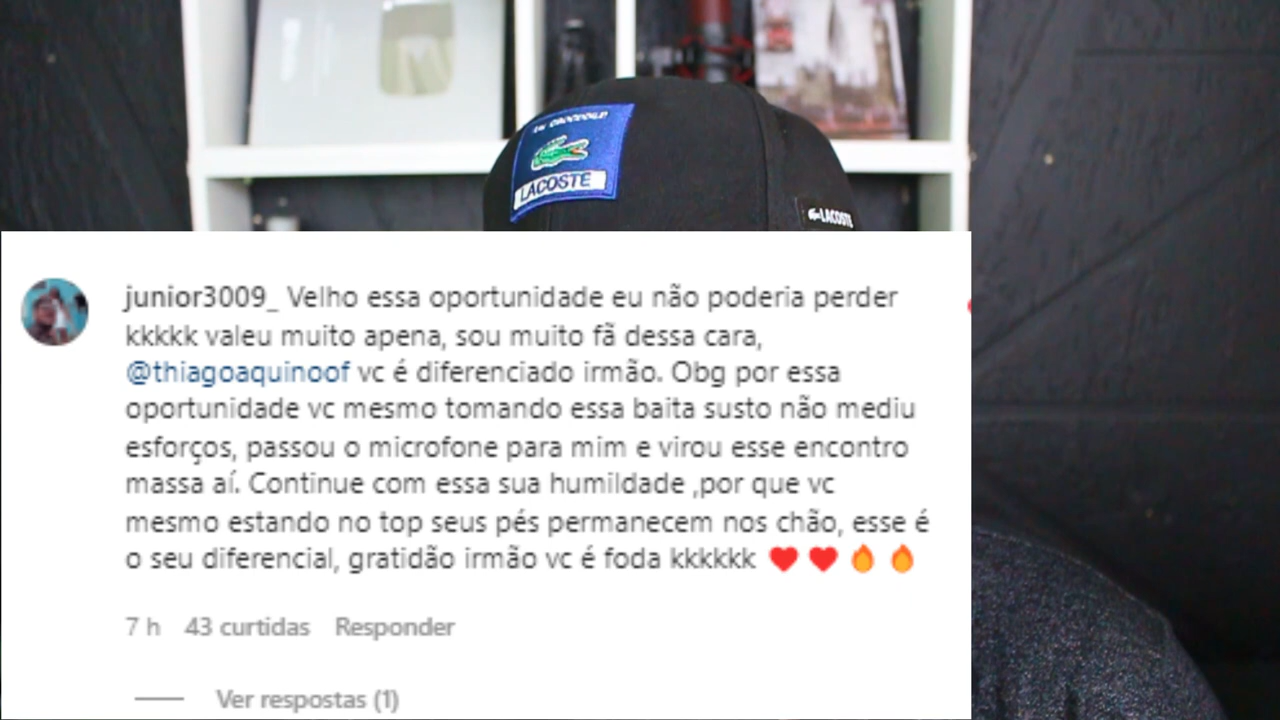 LACOSTE
LACOSTE
junior3009_ Velho essa oportunidade eu não poderia perder
kkkkk valeu muito apena, sou muito fã dessa cara,
@thiagoaquinoof vc é diferenciado irmão. Obg por essa
oportunidade vc mesmo tomando essa baita susto não mediu
esforços, passou o microfone para mim e virou esse encontro
massa aí. Continue com essa sua humildade ,por que vc
mesmo estando no top seus pés permanecem nos chão, esse é
o seu diferencial, gratidão irmão vc é foda kkkkkk ❤️ ❤️ 🔥 🔥
7 h 43 curtidas Responder
Ver respostas (1)